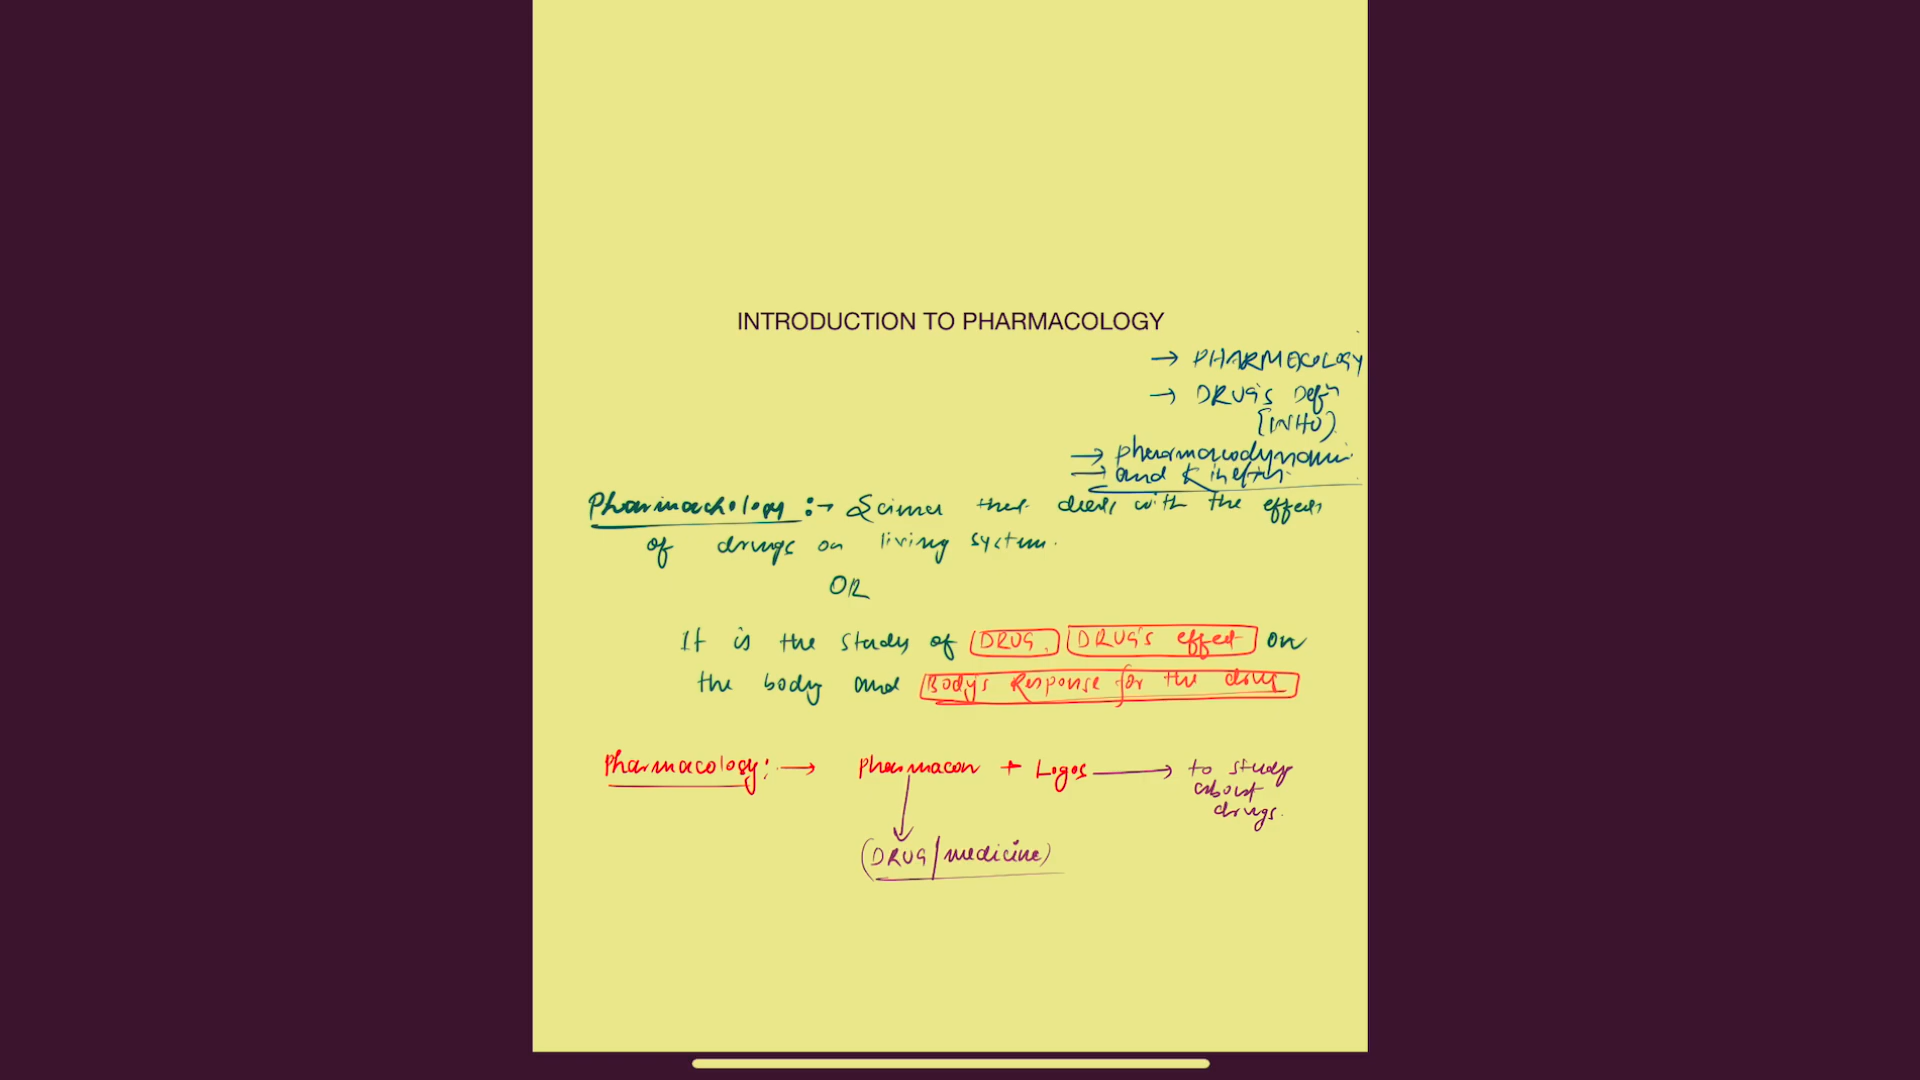 INTRODUCTION TO PHARMACOLOGY
→ PHARMACOLOGY
→ DRUG'S Defn
(WHO)
→ pharmacodynamic
→ and Kinetics
Pharmachology :→ Science that deals with the effects
of drugs on living system.
OR
It is the study of DRUG, DRUG's effect on
the body and Body's Response for the drug
Pharmacology: → pharmacon + Logos → to study
about
drugs.
(DRUG/medicine)